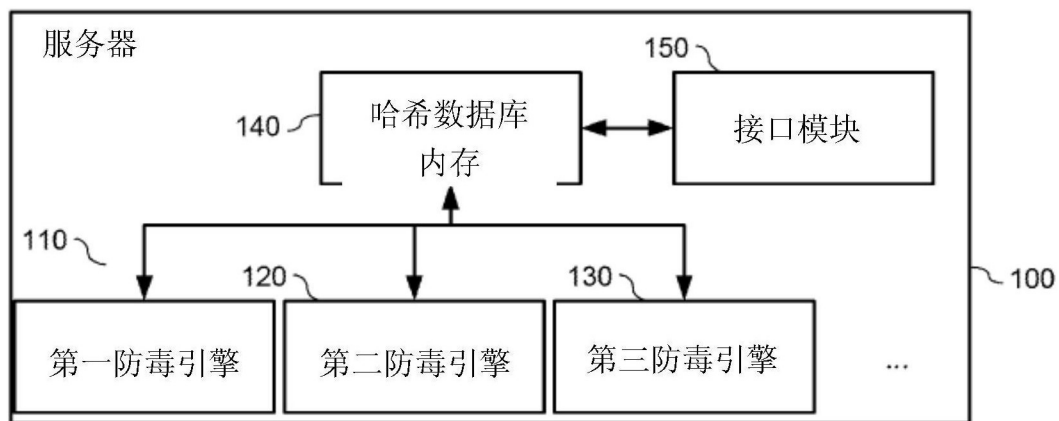 服务器
150
140
哈希数据库
内存
接口模块
110
120
130
100
第一防毒引擎
第二防毒引擎
第三防毒引擎
...